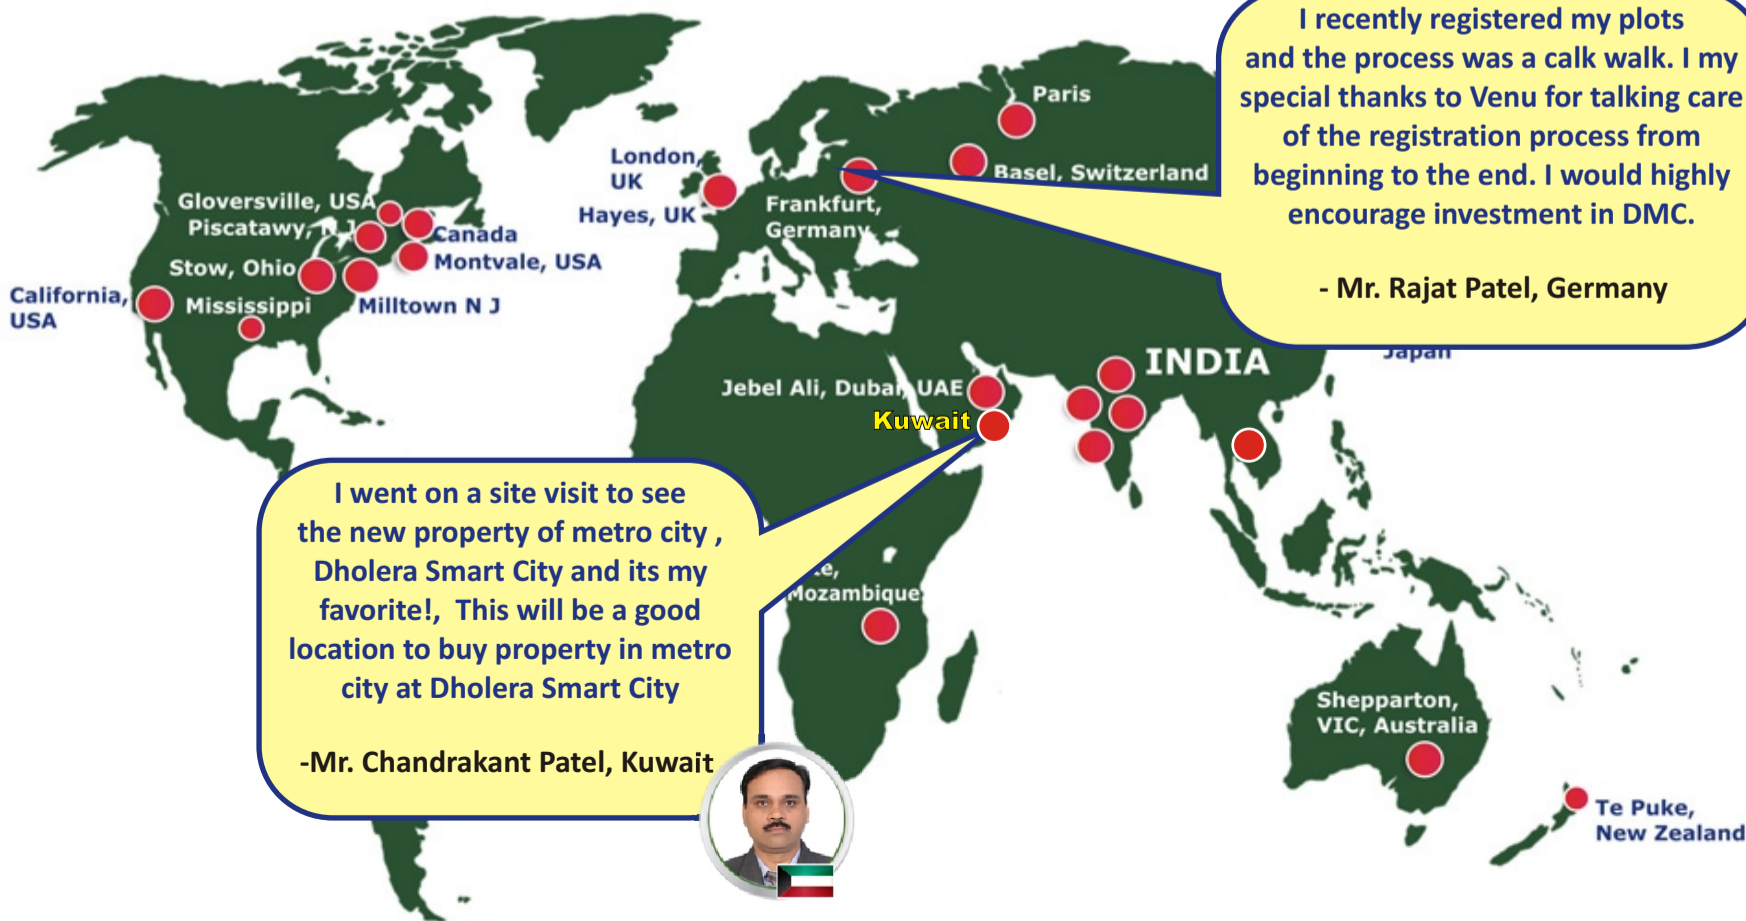 I recently registered my plots
and the process was a calk walk. I my
special thanks to Venu for talking care
of the registration process from
beginning to the end. I would highly
encourage investment in DMC.
- Mr. Rajat Patel, Germany
Paris
Basel, Switzerland
London,
UK
Hayes, UK
Frankfurt,
Germany
Gloversville, USA
Piscatawy, N J
Canada
Montvale, USA
Stow, Ohio
California,
USA
Mississippi
Milltown N J
Japan
INDIA
Jebel Ali, Dubai, UAE
Kuwait
I went on a site visit to see
the new property of metro city ,
Dholera Smart City and its my
favorite!, This will be a good
location to buy property in metro
city at Dholera Smart City
-Mr. Chandrakant Patel, Kuwait
Mozambique
Shepparton,
VIC, Australia
Te Puke,
New Zealand